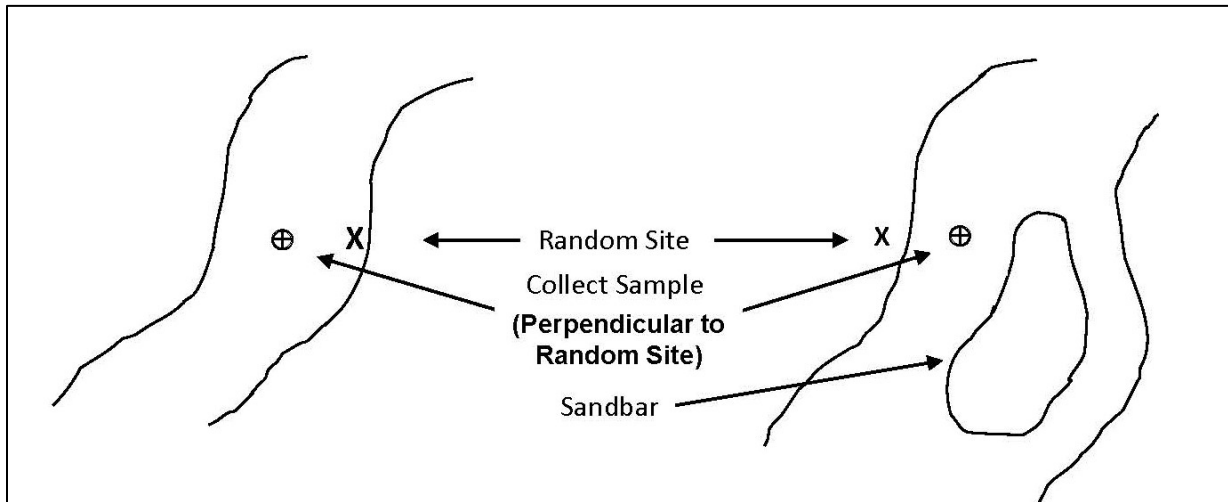 X
X
Random Site
Collect Sample
(Perpendicular to
Random Site)
Sandbar